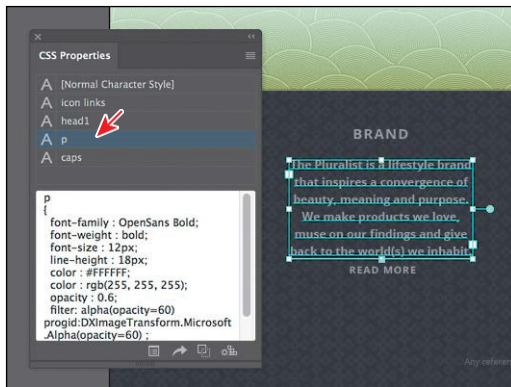 CSS Properties
A [Normal Character Style]
A icon links
A head1
A p
A caps
p
{
font-family : OpenSans Bold;
font-weight : bold;
font-size : 12px;
line-height : 18px;
color : #FFFFFF;
color : rgb(255, 255, 255);
opacity : 0.6;
filter: alpha(opacity=60)
progid:DXImageTransform.Microsoft
.Alpha(opacity=60) ;
BRAND
The Pluralist is a lifestyle brand
that inspires a convergence of
beauty, meaning and purpose.
We make products we love,
muse on our findings and give
back to the world(s) we inhabit.
READ MORE
Any referen